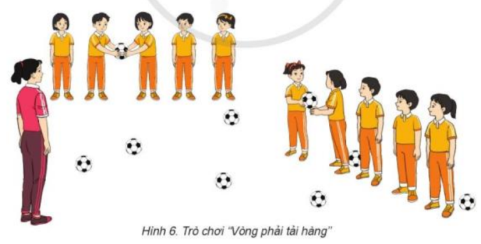 Hình 6. Trò chơi “Vòng phải tải hàng”